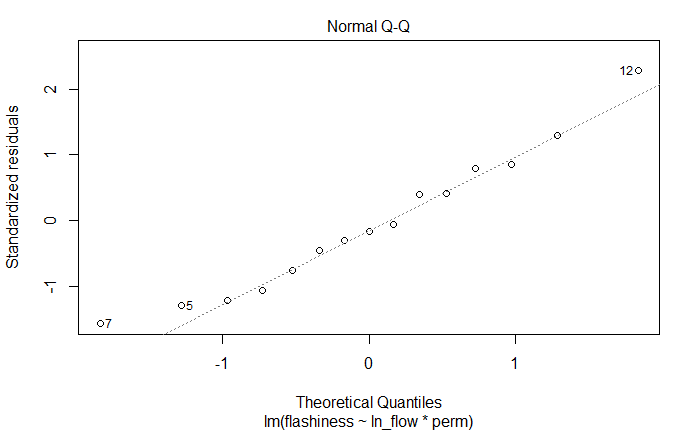 Normal Q-Q
Standardized residuals
2
1
0
-1
12
5
7
-1 0 1
Theoretical Quantiles
lm(flashiness ~ ln_flow * perm)